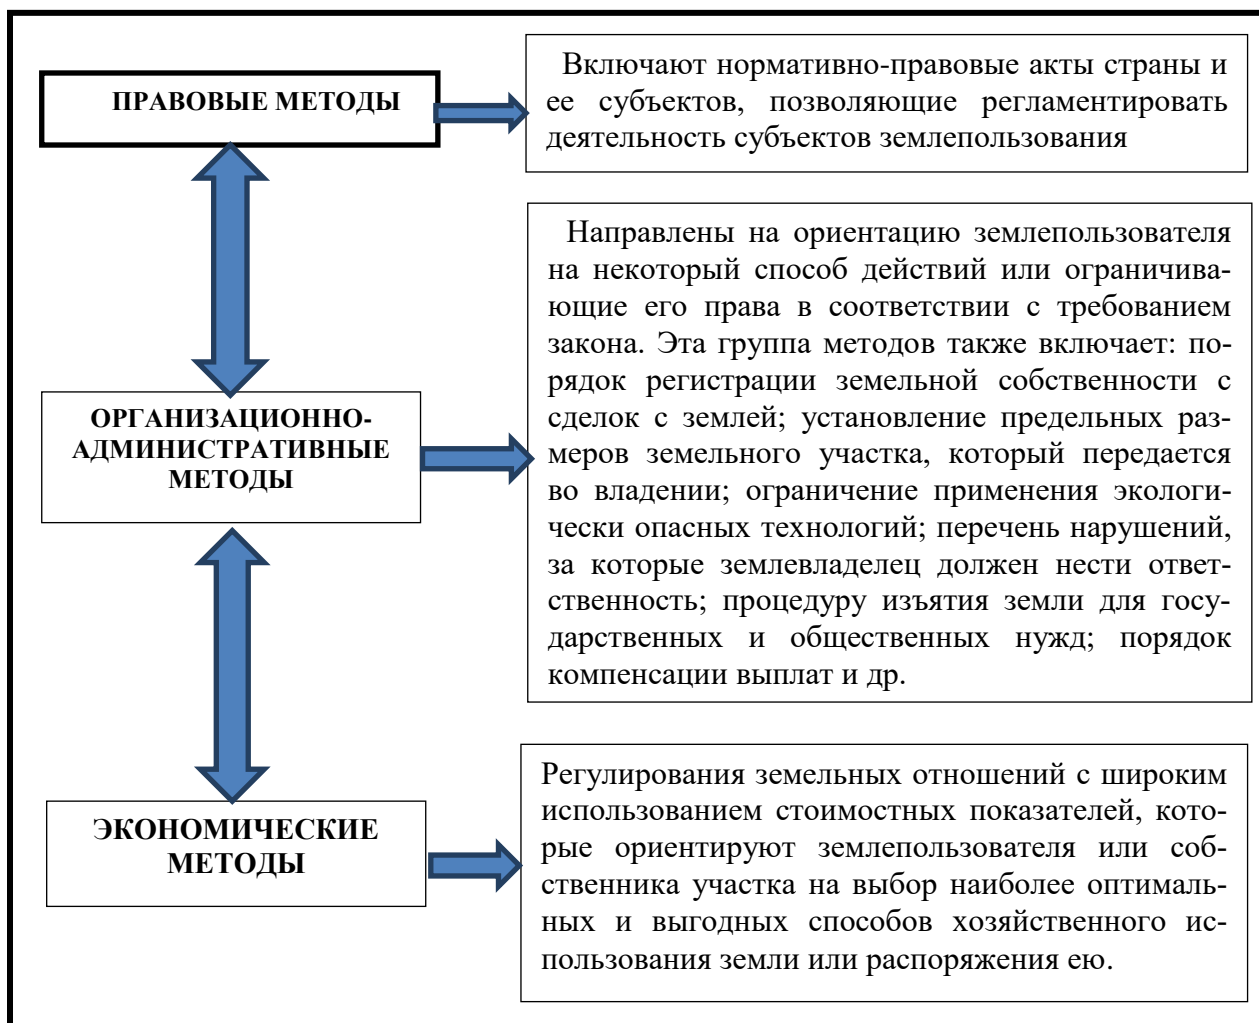 ПРАВОВЫЕ МЕТОДЫ
Включают нормативно-правовые акты страны и
ее субъектов, позволяющие регламентировать
деятельность субъектов землепользования
ОРГАНИЗАЦИОННО-
АДМИНИСТРАТИВНЫЕ
МЕТОДЫ
Направлены на ориентацию землепользователя
на некоторый способ действий или ограничива-
ющие его права в соответствии с требованием
закона. Эта группа методов также включает: по-
рядок регистрации земельной собственности с
сделок с землей; установление предельных раз-
меров земельного участка, который передается
во владении; ограничение применения экологи-
чески опасных технологий; перечень нарушений,
за которые землевладелец должен нести ответ-
ственность; процедуру изъятия земли для госу-
дарственных и общественных нужд; порядок
компенсации выплат и др.
ЭКОНОМИЧЕСКИЕ
МЕТОДЫ
Регулирования земельных отношений с широким
использованием стоимостных показателей, кото-
рые ориентируют землепользователя или соб-
ственника участка на выбор наиболее оптималь-
ных и выгодных способов хозяйственного ис-
пользования земли или распоряжения ею.